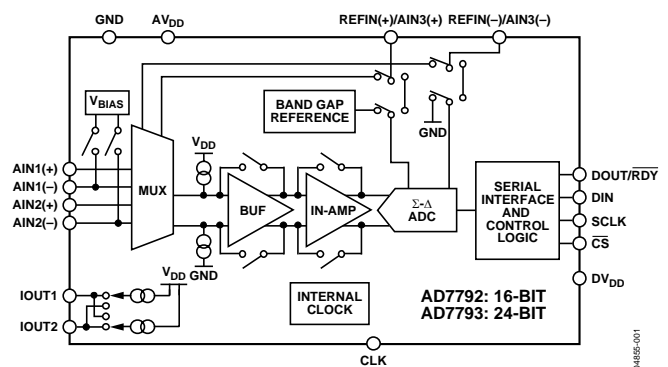 GND
AVDD
REFIN(+)/AIN3(+)
REFIN(–)/AIN3(–)
VBIAS
BAND GAP
REFERENCE
GND
VDD
AIN1(+)
AIN1(–)
AIN2(+)
AIN2(–)
MUX
BUF
IN-AMP
Σ-Δ
ADC
SERIAL
INTERFACE
AND
CONTROL
LOGIC
DOUT/RDY
DIN
SCLK
CS
DVDD
GND
VDD
IOUT1
IOUT2
INTERNAL
CLOCK
AD7792: 16-BIT
AD7793: 24-BIT
CLK
04855-001